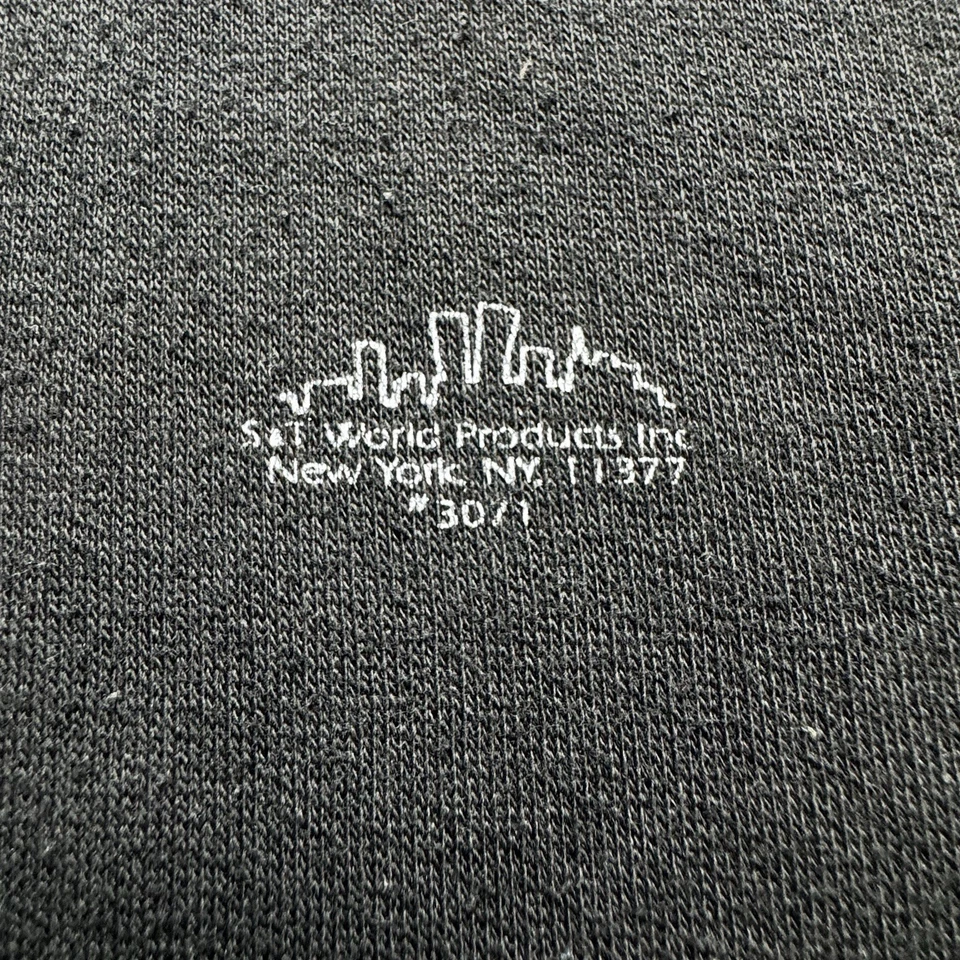 S&T World Products Inc
New York, NY. 11377
#3071